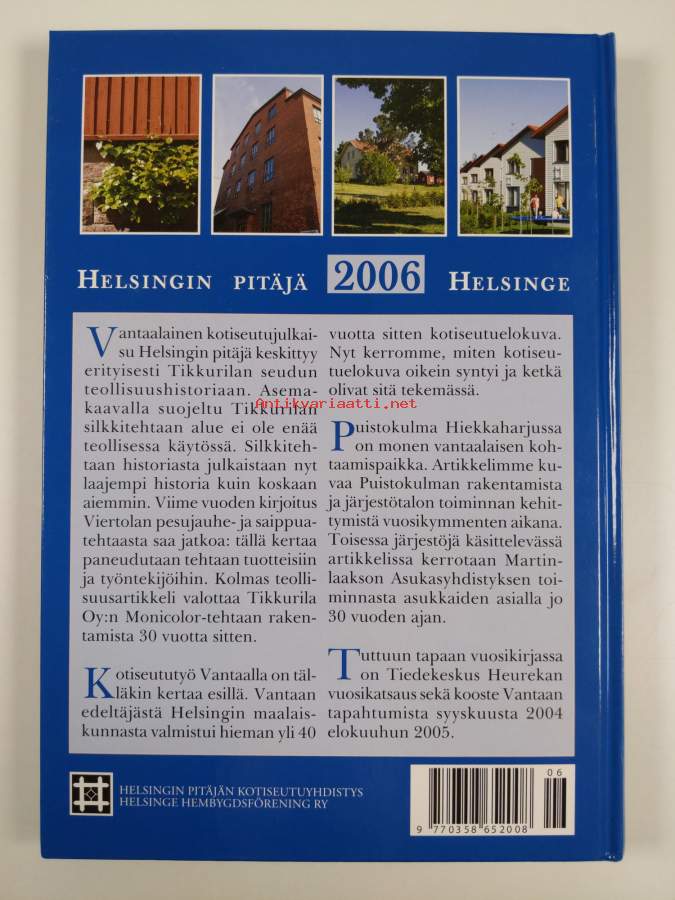 HELSINGIN PITÄJÄ 2006 HELSINGE
Vantaalainen kotiseutujulkai-
su Helsingin pitäjä keskittyy
erityisesti Tikkurilan seudun
teollisuushistoriaan. Asema-
kaavalla suojeltu Tikkurilan
silkkitehtaan alue ei ole enää
teollisessa käytössä. Silkkiteh-
taan historiasta julkaistaan nyt
laajempi historia kuin koskaan
aiemmin. Viime vuoden kirjoitus
Viertolan pesujauhe- ja saippua-
tehtaasta saa jatkoa: tällä kertaa
paneudutaan tehtaan tuotteisiin
ja työntekijöihin. Kolmas teolli-
suusartikkeli valottaa Tikkurila
Oy:n Monicolor-tehtaan raken-
tamista 30 vuotta sitten.
Kotiseututyö Vantaalla on täl-
läkin kertaa esillä. Vantaan
edeltäjästä Helsingin maalais-
kunnasta valmistui hieman yli 40
vuotta sitten kotiseutuelokuva.
Nyt kerromme, miten kotiseu-
tuelokuva oikein syntyi ja ketkä
olivat sitä tekemässä.
Antikvariaatti.net
Puistokulma Hiekkaharjussa
on monen vantaalaisen koh-
taamispaikka. Artikkelimme ku-
vaa Puistokulman rakentamista
ja järjestötalon toiminnan kehit-
tymistä vuosikymmenten aikana.
Toisessa järjestöjä käsittelevässä
artikkelissa kerrotaan Martin-
laakson Asukasyhdistyksen toi-
minnasta asukkaiden asialla jo
30 vuoden ajan.
Tuttuun tapaan vuosikirjassa
on Tiedekeskus Heurekan
vuosikatsaus sekä kooste Vantaan
tapahtumista syyskuusta 2004
elokuuhun 2005.
HELSINGIN PITÄJÄN KOTISEUTUYHDISTYS
HELSINGE HEMBYGDSFÖRENING RY
06
9 770358 652008